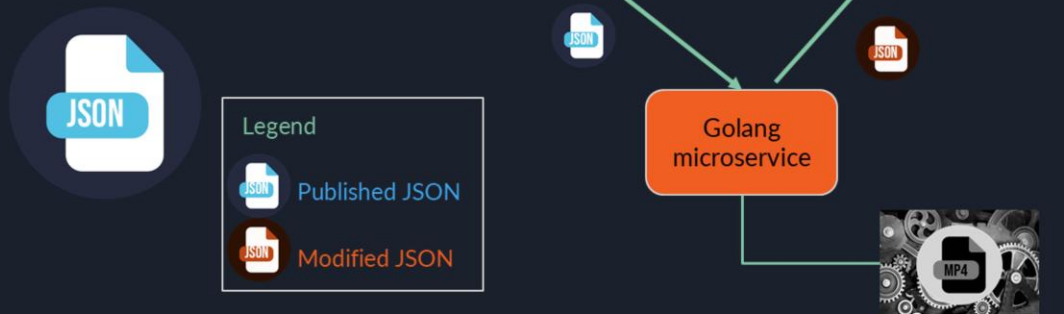 JSON
Legend
JSON
Published JSON
JSON
Modified JSON
JSON
JSON
Golang
microservice
MP4